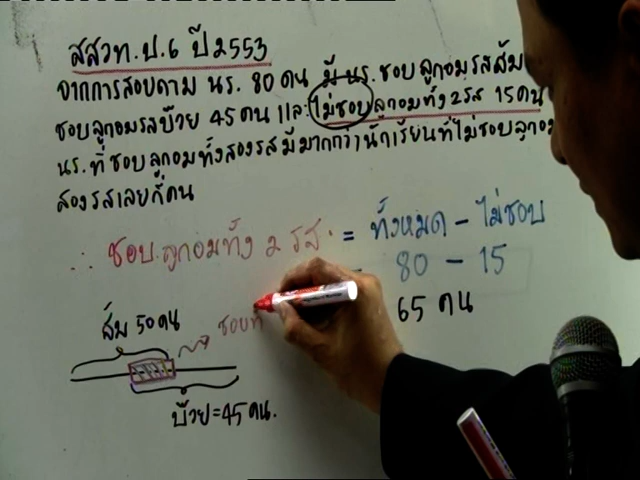 สสวท.ป.6 ปี2553
จากการสอบถาม นร. 80 คน มี นร. ชอบลูกอมรสส้ม
ชอบลูกอมรสบ๊วย 45 คน และไม่ชอบลูกอมทั้ง2รส 15คน
นร.ที่ชอบลูกอมทั้งสองรสมีมากกว่านักเรียนที่ไม่ชอบลูกอม
สองรสเลยกี่คน
∴ ชอบลูกอมทั้ง 2 รส = ทั้งหมด - ไม่ชอบ
80 - 15
65 คน
ส้ม 50คน
ชอบทั
บ๊วย=45คน.